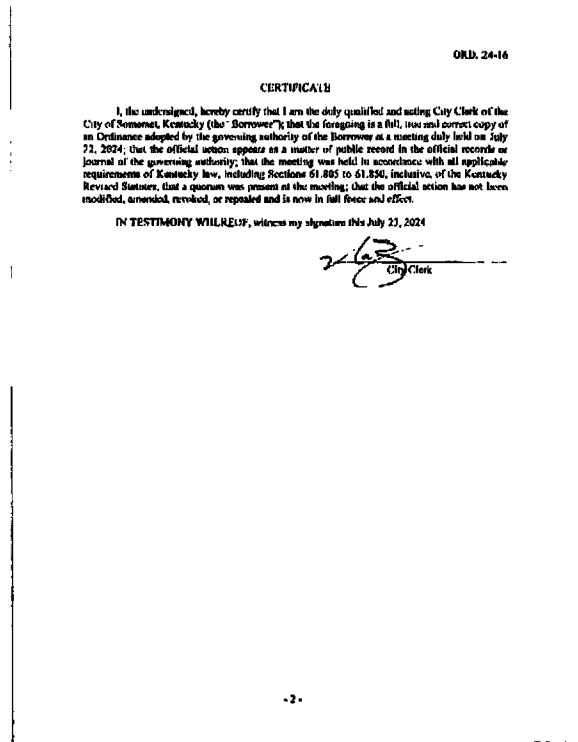 ORD. 24-16
CERTIFICATE
I, the undersigned, hereby certify that I am the duly qualified and acting City Clerk of the
City of Somerset, Kentucky (the "Borrower"); that the foregoing is a full, true and correct copy of
an Ordinance adopted by the governing authority of the Borrower at a meeting duly held on July
22, 2024; that the official action appears as a matter of public record in the official records or
journal of the governing authority; that the meeting was held in accordance with all applicable
requirements of Kentucky law, including Sections 61.805 to 61.850, inclusive, of the Kentucky
Revised Statutes, that a quorum was present at the meeting; that the official action has not been
modified, amended, revoked, or repealed and is now in full force and effect.
IN TESTIMONY WHEREOF, witness my signature this July 23, 2024
City Clerk
- 2 -